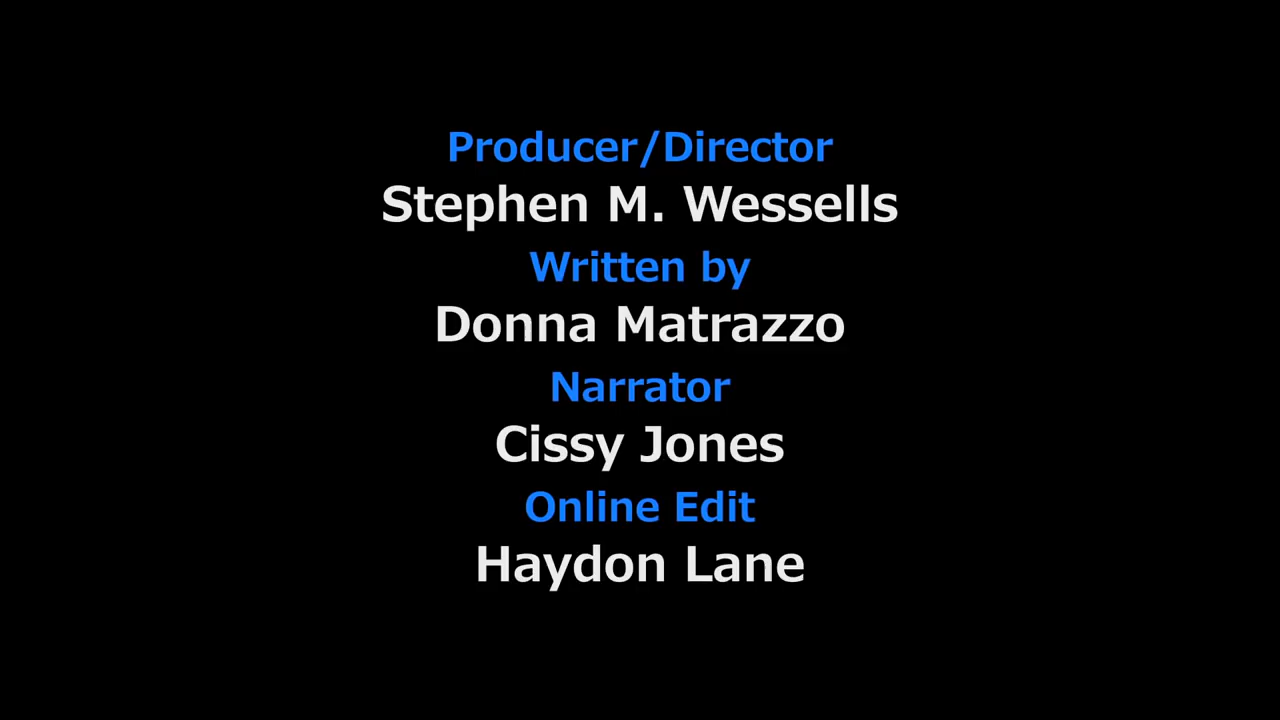 Producer/Director
Stephen M. Wessells
Written by
Donna Matrazzo
Narrator
Cissy Jones
Online Edit
Haydon Lane